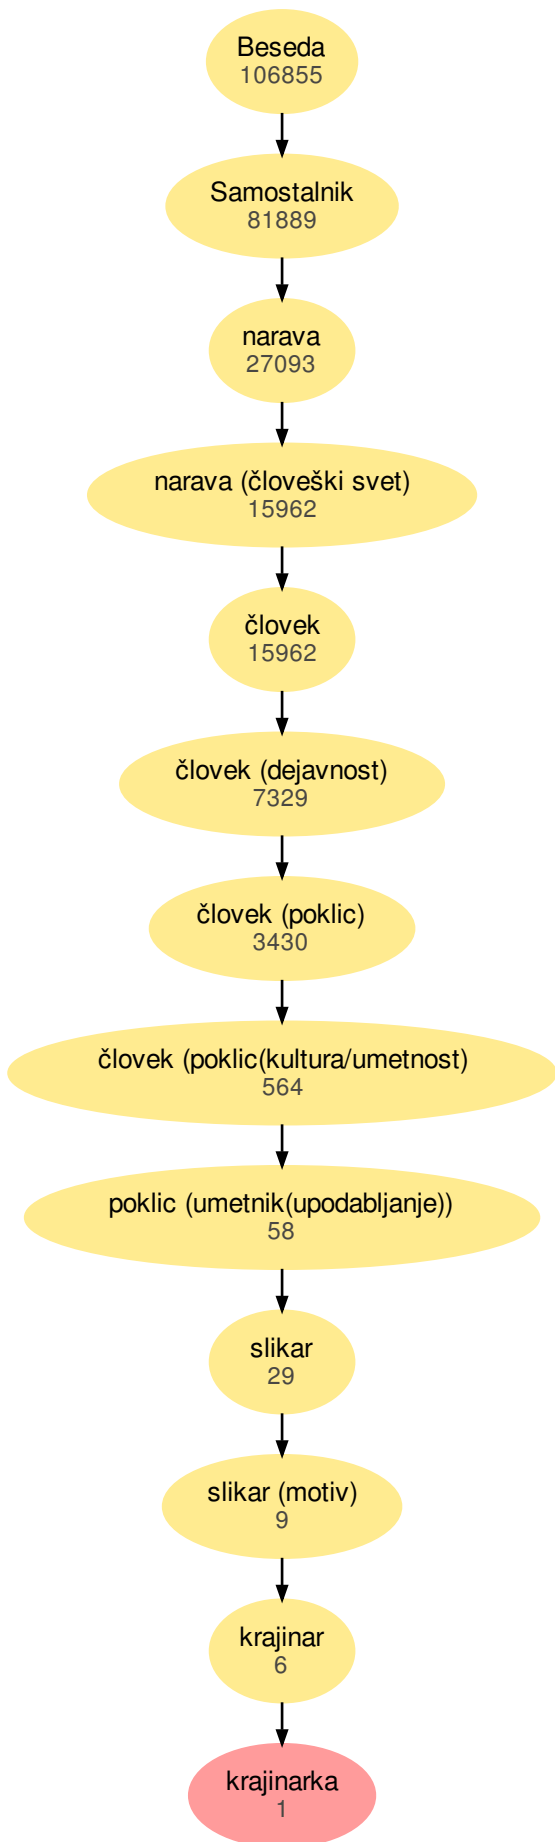 Beseda
106855
Samostalnik
81889
narava
27093
narava (človeški svet)
15962
človek
15962
človek (dejavnost)
7329
človek (poklic)
3430
človek (poklic(kultura/umetnost)
564
poklic (umetnik(upodabljanje))
58
slikar
29
slikar (motiv)
9
krajinar
6
krajinarka
1